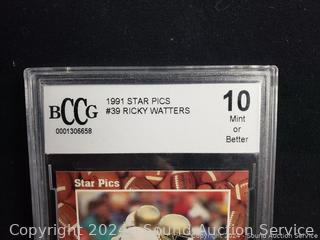 BCCG
0001306658
1991 STAR PICS
#39 RICKY WATTERS
10
Mint
or
Better
Star Pics
Copyright 2024 Sound Auction Service